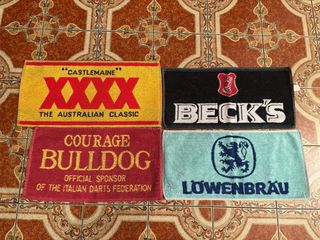 "CASTLEMAINE"
XXXX
THE AUSTRALIAN CLASSIC
BECK'S
COURAGE
BULLDOG
OFFICIAL SPONSOR
OF THE ITALIAN DARTS FEDERATION
LÖWENBRÄU